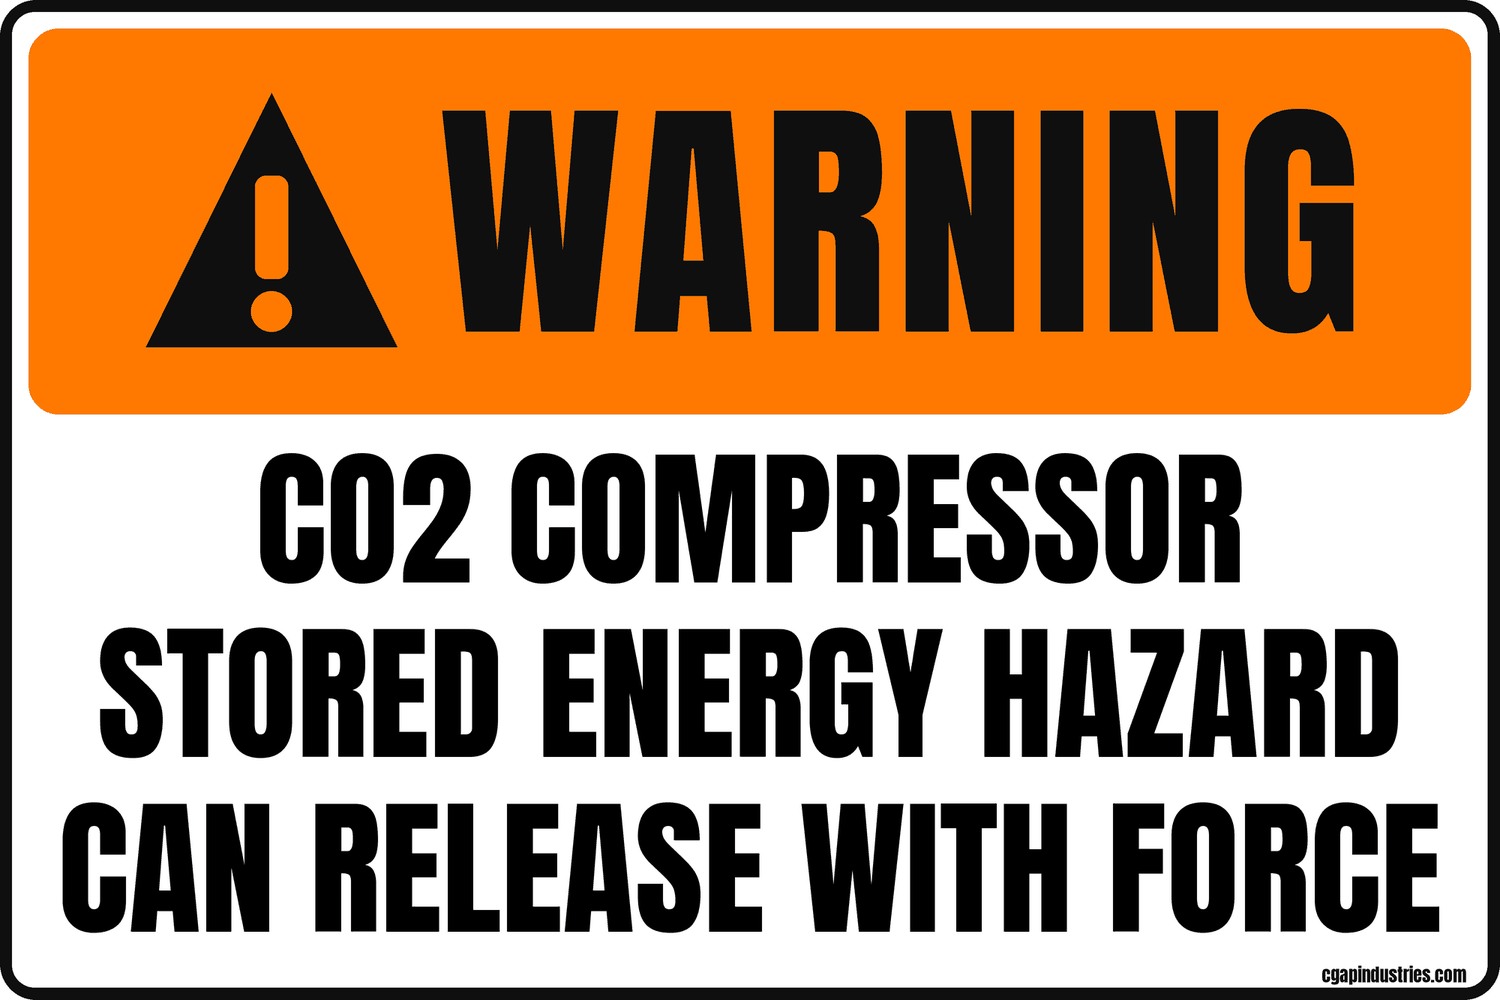 WARNING
CO2 COMPRESSOR
STORED ENERGY HAZARD
CAN RELEASE WITH FORCE
cgapindustries.com